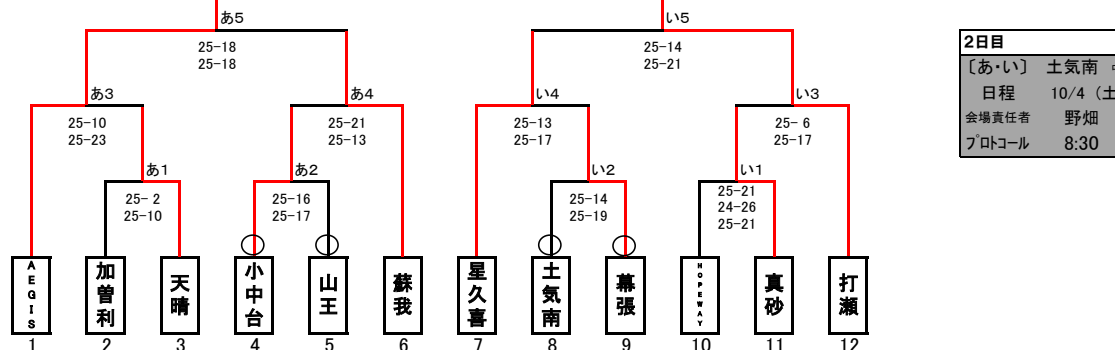 あ5
い5
25-18
25-18
25-14
25-21
あ3
あ4
い4
い3
25-10
25-23
25-21
25-13
25-13
25-17
25- 6
25-17
あ1
あ2
い2
い1
25- 2
25-10
25-16
25-17
25-14
25-19
25-21
24-26
25-21
AEGIS
加曽利
天晴
小中台
山王
蘇我
星久喜
土気南
幕張
HOPEWAY
真砂
打瀬
1
2
3
4
5
6
7
8
9
10
11
12
2日目
〔あ・い〕 土気南
日程 10/4 (土
会場責任者 野畑
プロトコール 8:30